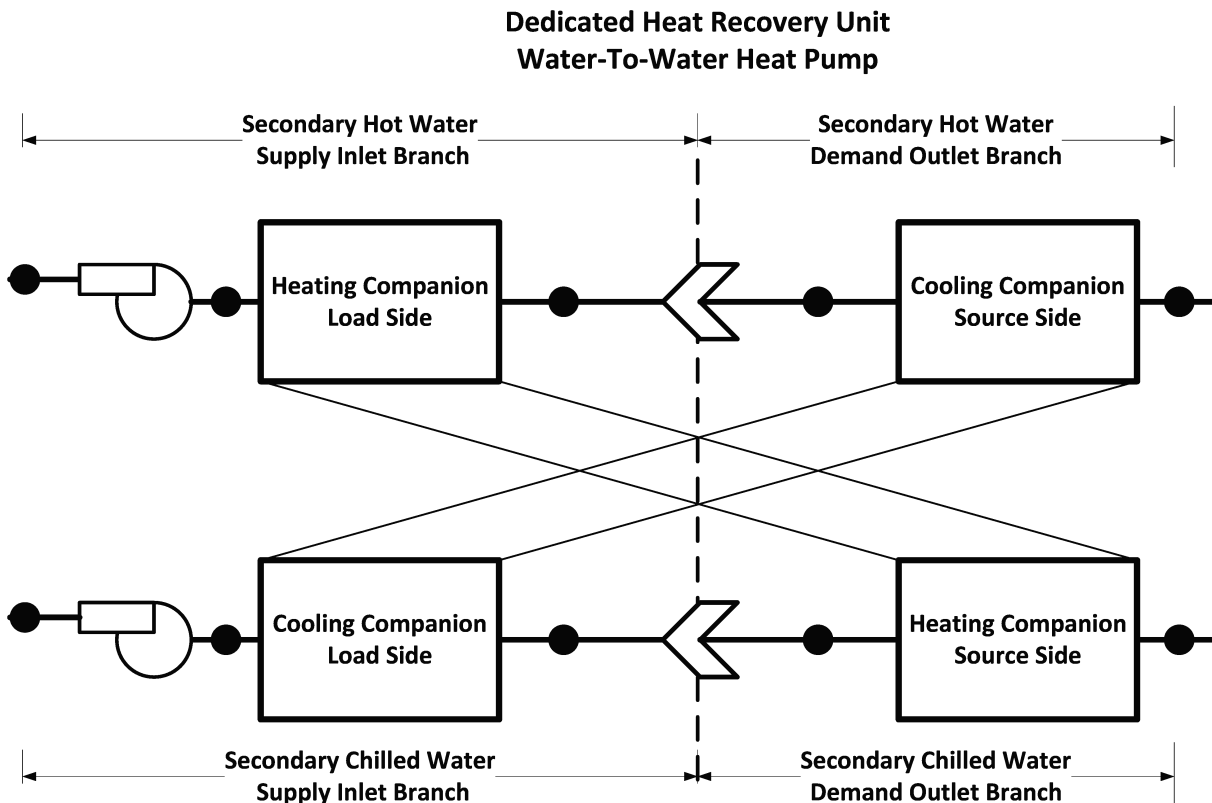 Dedicated Heat Recovery Unit
Water-To-Water Heat Pump
Secondary Hot Water
Supply Inlet Branch
Secondary Hot Water
Demand Outlet Branch
Heating Companion
Load Side
Cooling Companion
Source Side
Cooling Companion
Load Side
Heating Companion
Source Side
Secondary Chilled Water
Supply Inlet Branch
Secondary Chilled Water
Demand Outlet Branch